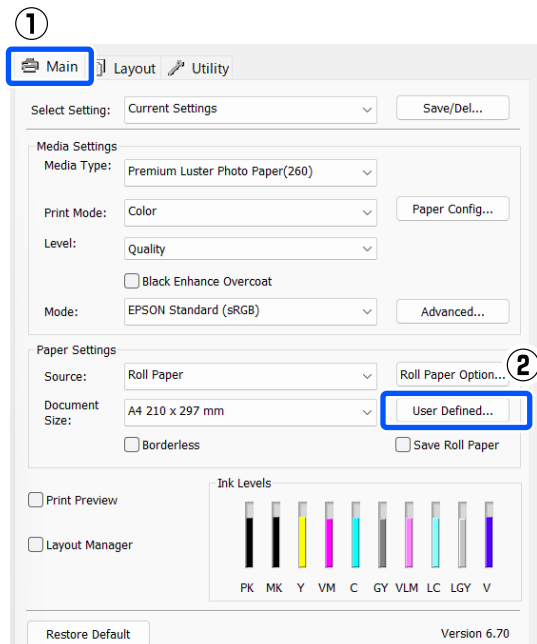 ①
Main Layout Utility
Select Setting: Current Settings Save/Del...
Media Settings
Media Type: Premium Luster Photo Paper(260)
Print Mode: Color Paper Config...
Level: Quality
Black Enhance Overcoat
Mode: EPSON Standard (sRGB) Advanced...
Paper Settings
②
Source: Roll Paper Roll Paper Option...
Document
Size: A4 210 x 297 mm User Defined...
Borderless Save Roll Paper
Ink Levels
Print Preview
Layout Manager
PK MK Y VM C GY VLM LC LGY V
Restore Default Version 6.70